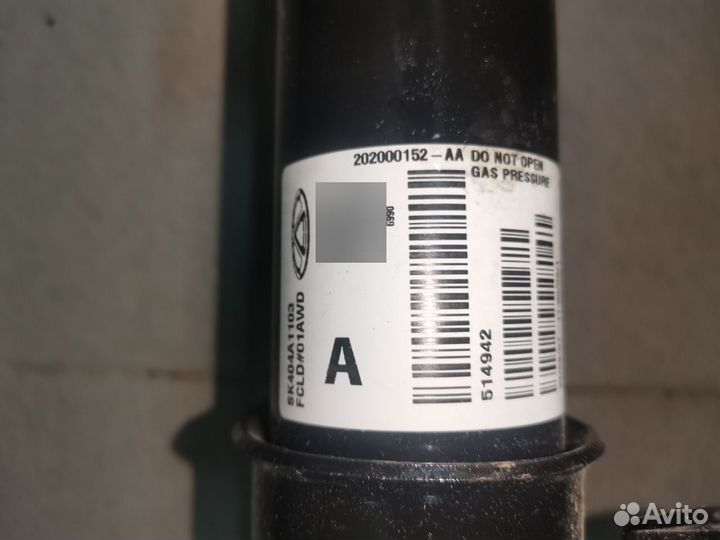 202000152-AA DO NOT OPEN
GAS PRESSURE
6990
SK404A1103
FCLD#01AWD
A
514942
Avito